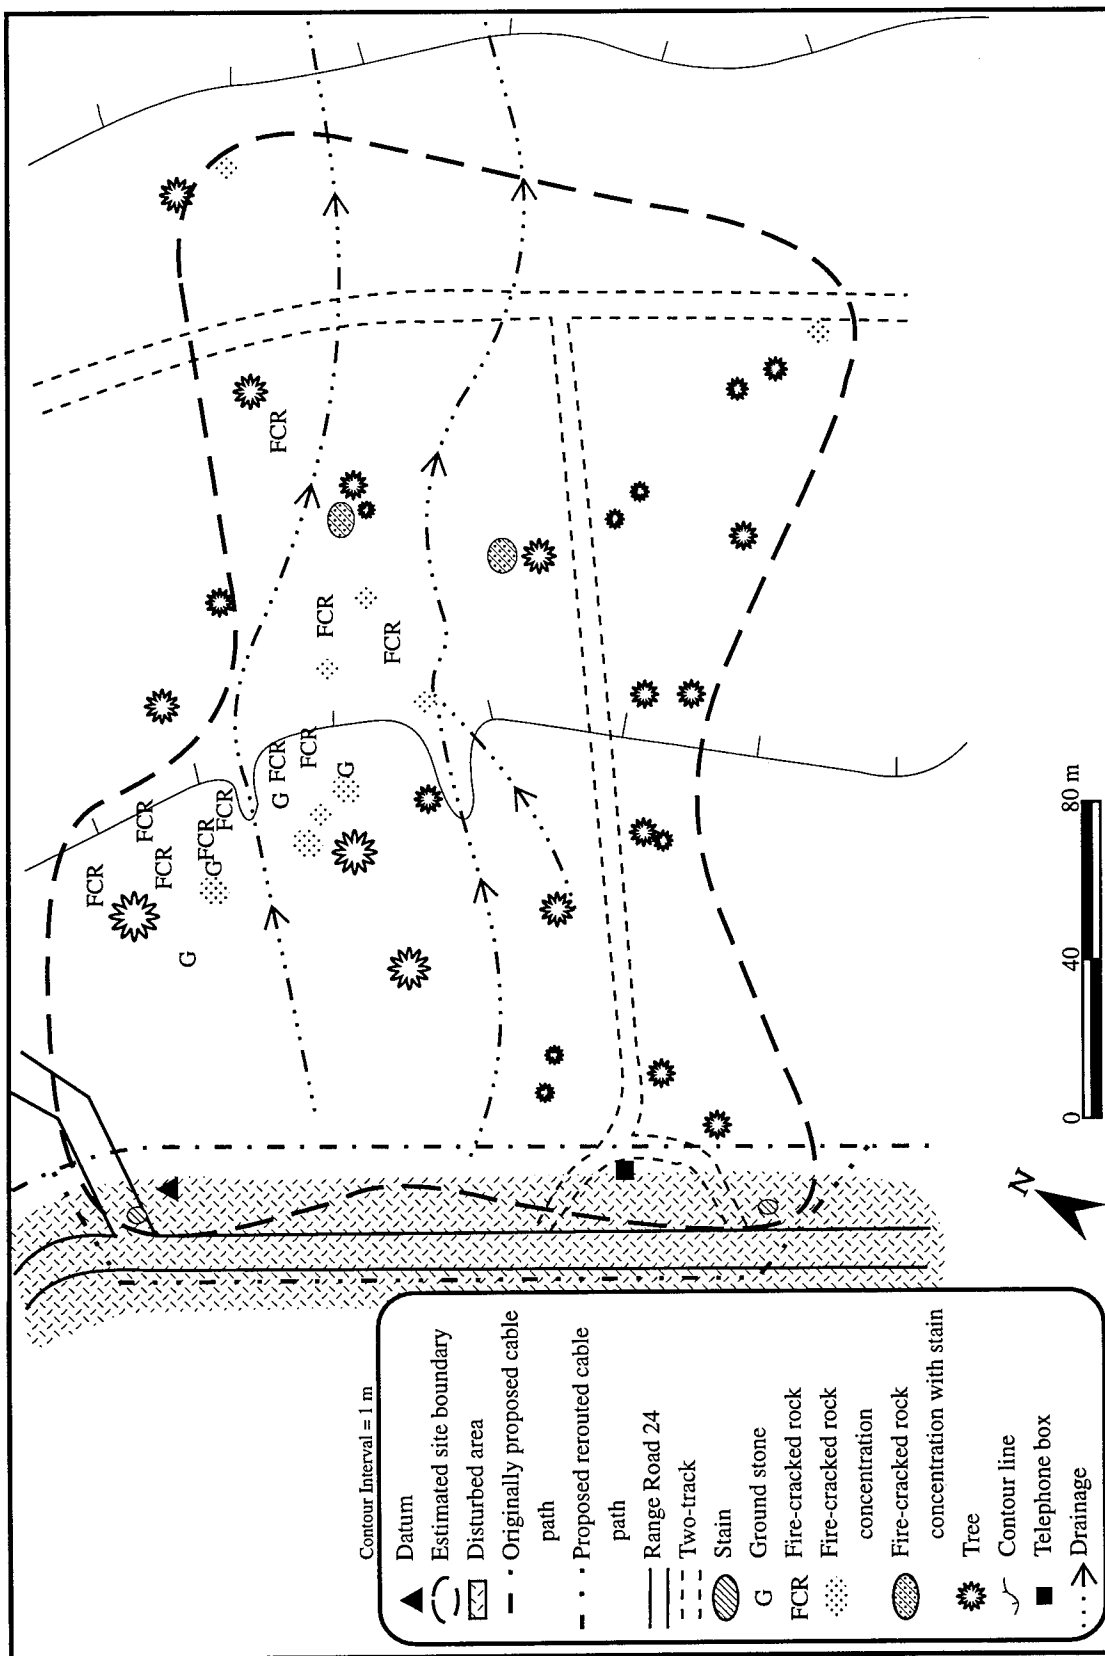 FCR
FCR
FCR
FCR
FCR
G
G
G
FCR
FCR
G
FCR
FCR
FCR
N
0
40
80 m
Contour Interval = 1 m
Datum
Estimated site boundary
Disturbed area
Originally proposed cable
path
Proposed rerouted cable
path
Range Road 24
Two-track
Stain
G Ground stone
FCR Fire-cracked rock
Fire-cracked rock
concentration
Fire-cracked rock
concentration with stain
Tree
Contour line
Telephone box
Drainage